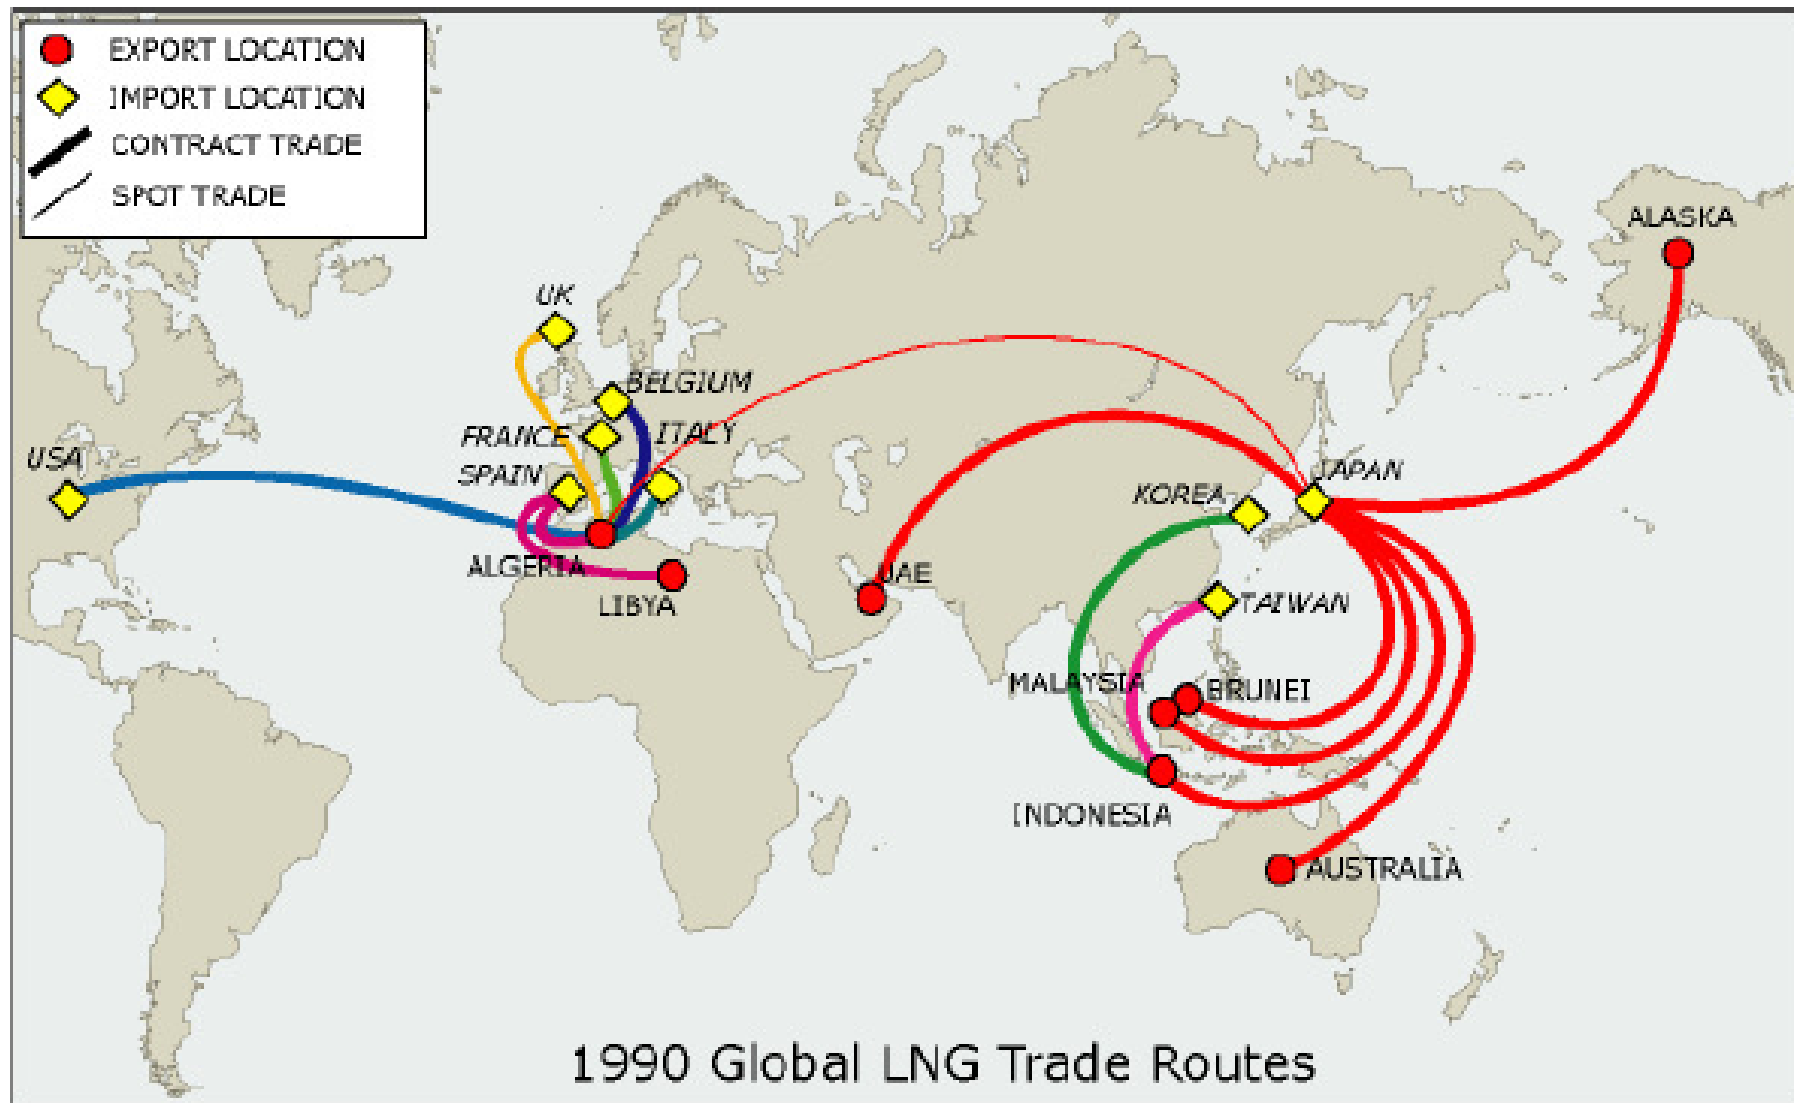 EXPORT LOCATION
IMPORT LOCATION
CONTRACT TRADE
SPOT TRADE
ALASKA
UK
BELGIUM
FRANCE
ITALY
USA
SPAIN
JAPAN
KOREA
ALGERIA
UAE
LIBYA
TAIWAN
MALAYSIA
BRUNEI
INDONESIA
AUSTRALIA
1990 Global LNG Trade Routes